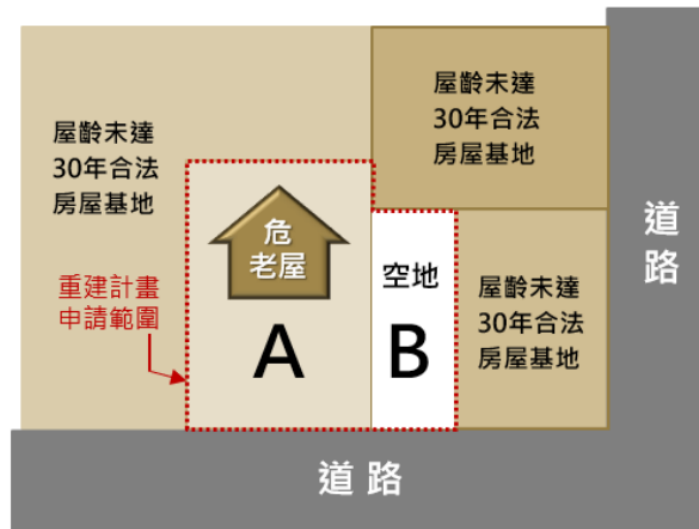 屋齡未達
30年合法
房屋基地
屋齡未達
30年合法
房屋基地
道
路
危
老屋
空地
屋齡未達
30年合法
房屋基地
重建計畫
申請範圍
A
B
道路